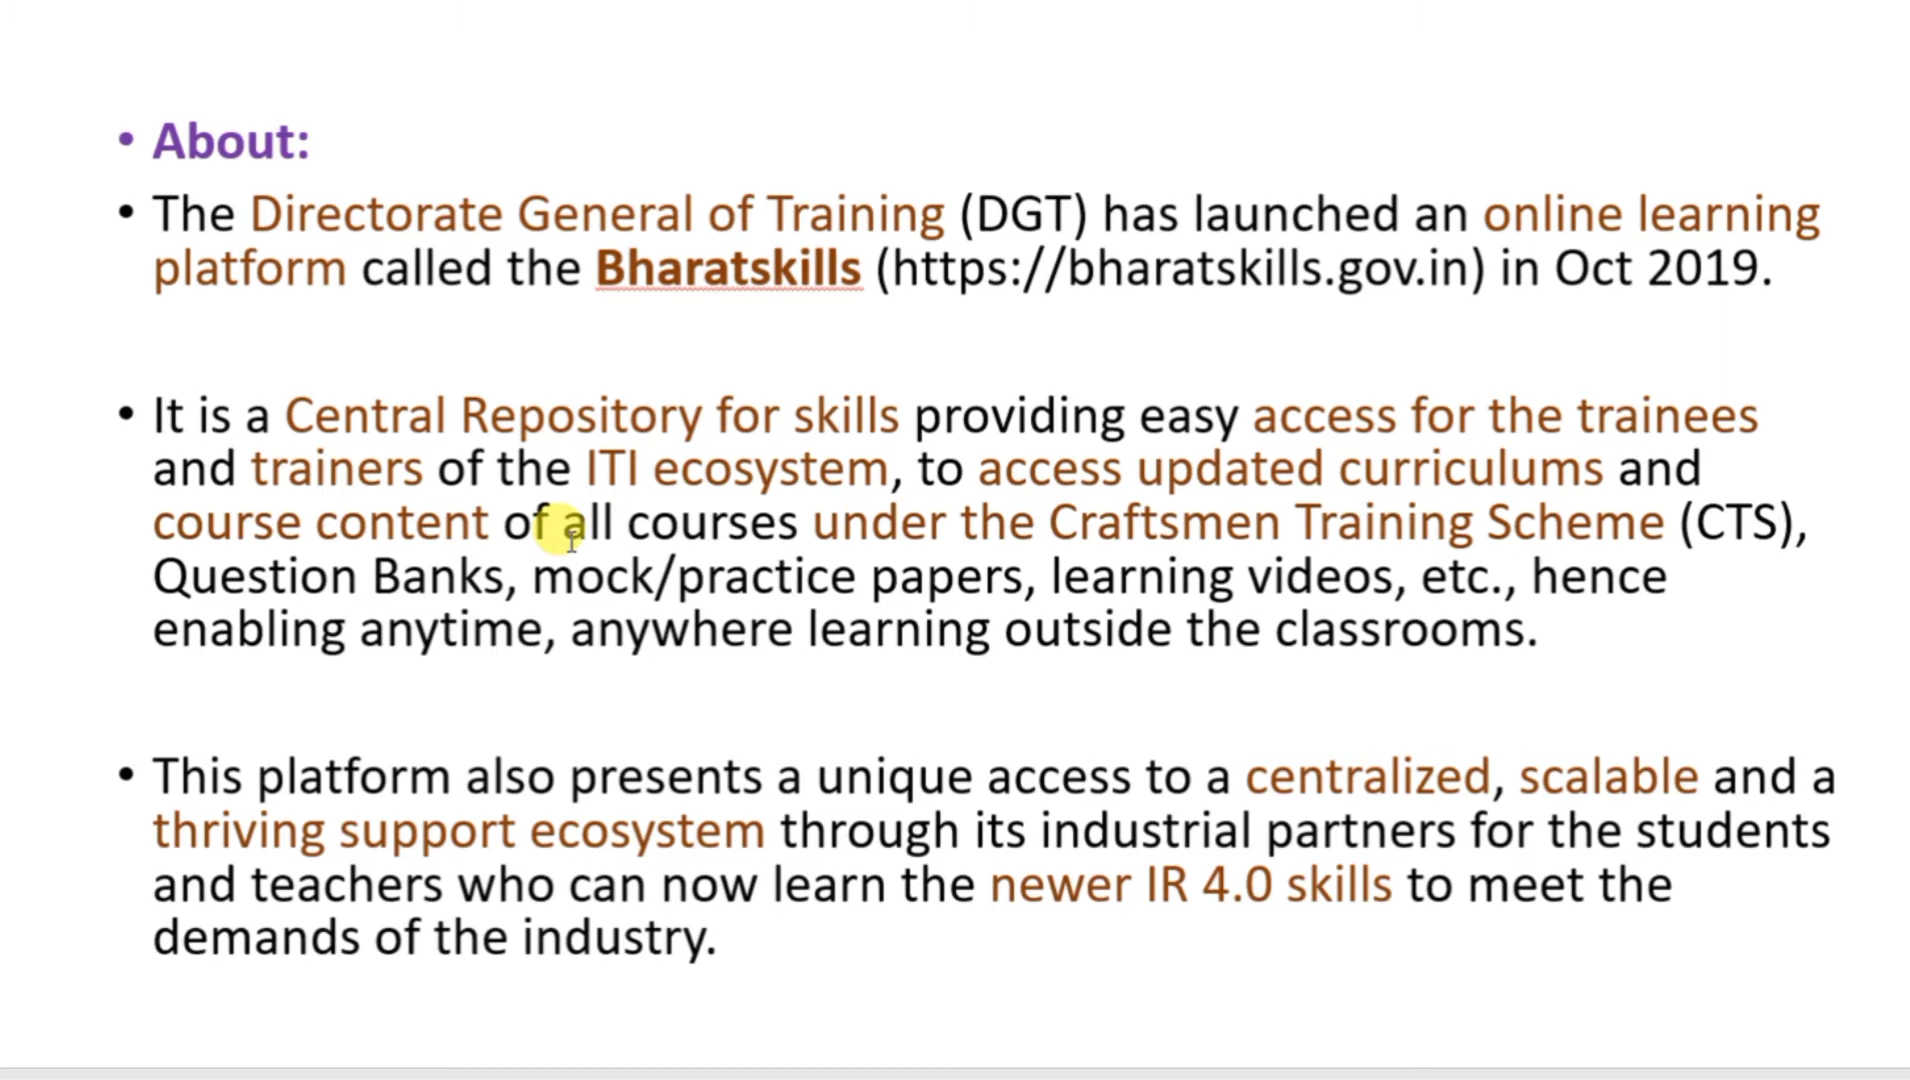 • About:
• The Directorate General of Training (DGT) has launched an online learning
platform called the Bharatskills (https://bharatskills.gov.in) in Oct 2019.
• It is a Central Repository for skills providing easy access for the trainees
and trainers of the ITI ecosystem, to access updated curriculums and
course content of all courses under the Craftsmen Training Scheme (CTS),
Question Banks, mock/practice papers, learning videos, etc., hence
enabling anytime, anywhere learning outside the classrooms.
• This platform also presents a unique access to a centralized, scalable and a
thriving support ecosystem through its industrial partners for the students
and teachers who can now learn the newer IR 4.0 skills to meet the
demands of the industry.